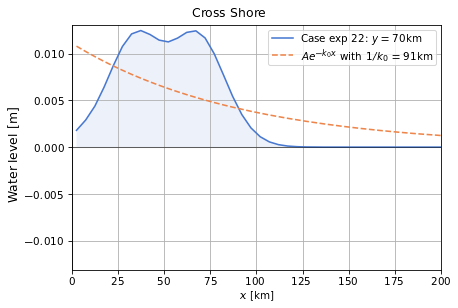 Cross Shore
Case exp 22: y = 70km
Ae^{-k_0x} with 1/k_0 = 91km
Water level [m]
0.010
0.005
0.000
−0.005
−0.010
0 25 50 75 100 125 150 175 200
x [km]